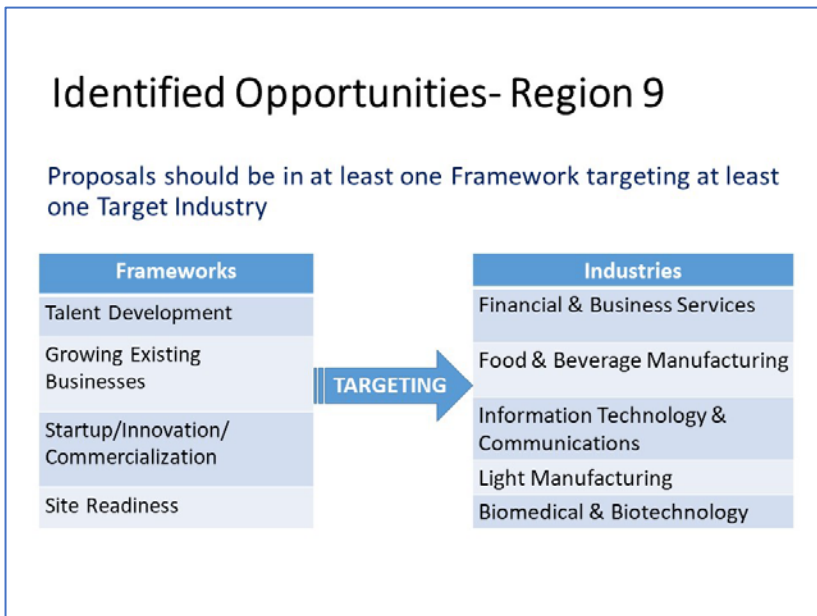 Identified Opportunities- Region 9
Proposals should be in at least one Framework targeting at least
one Target Industry
Frameworks
Talent Development
Growing Existing
Businesses
Startup/Innovation/
Commercialization
Site Readiness
TARGETING
Industries
Financial & Business Services
Food & Beverage Manufacturing
Information Technology &
Communications
Light Manufacturing
Biomedical & Biotechnology